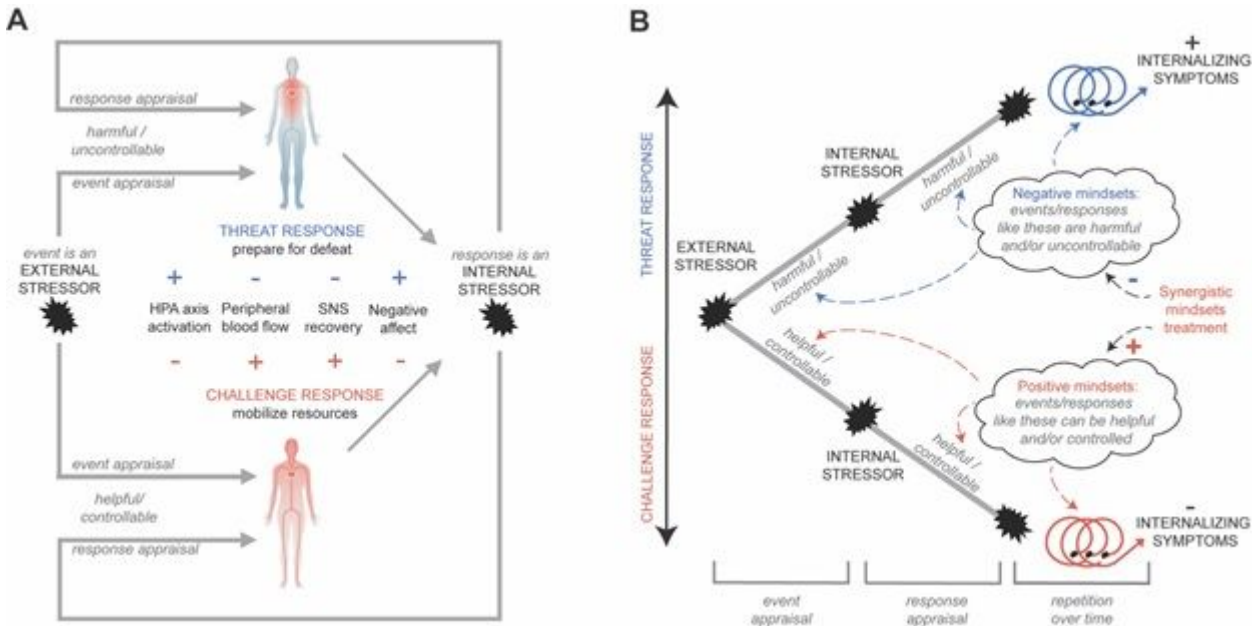 A
response appraisal
harmful /
uncontrollable
event appraisal
THREAT RESPONSE
prepare for defeat
event is an
EXTERNAL
STRESSOR
response is an
INTERNAL
STRESSOR
+ - - +
HPA axis Peripheral SNS Negative
activation blood flow recovery affect
- + + -
CHALLENGE RESPONSE
mobilize resources
event appraisal
helpful/
controllable
response appraisal
B
THREAT RESPONSE
CHALLENGE RESPONSE
EXTERNAL
STRESSOR
harmful /
uncontrollable
INTERNAL
STRESSOR
harmful /
uncontrollable
+
INTERNALIZING
SYMPTOMS
Negative mindsets:
events/responses
like these are harmful
and/or uncontrollable
-
Synergistic
mindsets
treatment
+
Positive mindsets:
events/responses
like these can be helpful
and/or controlled
helpful /
controllable
INTERNAL
STRESSOR
helpful /
controllable
-
INTERNALIZING
SYMPTOMS
event
appraisal
response
appraisal
repetition
over time